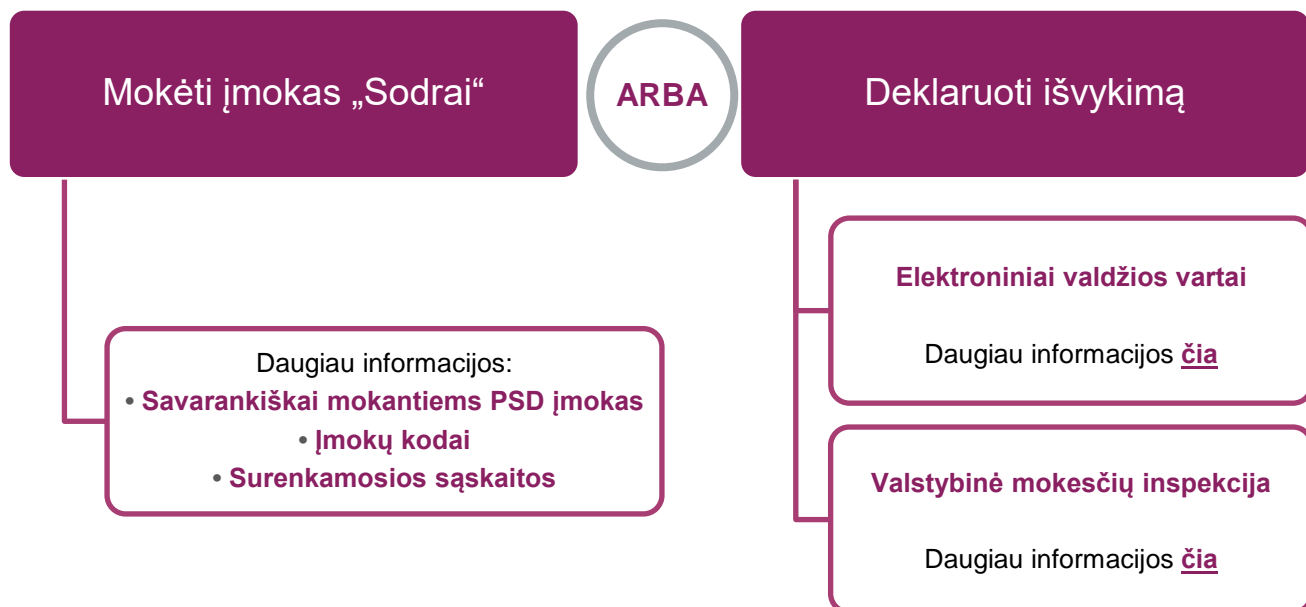 Mokėti įmokas „Sodrai“
ARBA
Deklaruoti išvykimą
Daugiau informacijos:
• Savarankiškai mokantiems PSD įmokas
• Įmokų kodai
• Surenkamosios sąskaitos
Elektroniniai valdžios vartai
Daugiau informacijos čia
Valstybinė mokesčių inspekcija
Daugiau informacijos čia